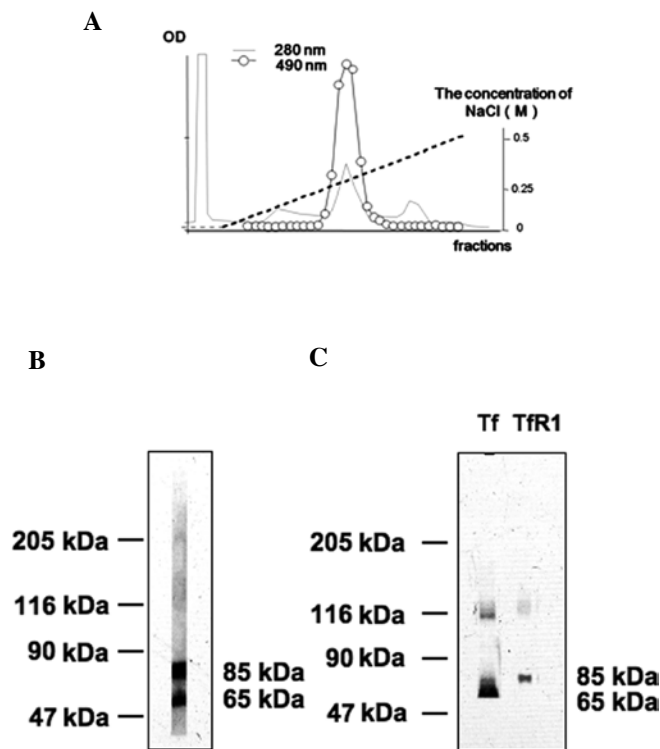 A
OD
280 nm
490 nm
The concentration of
NaCl ( M )
0.5
0.25
0
fractions
B
C
Tf TfR1
205 kDa
116 kDa
90 kDa
85 kDa
65 kDa
47 kDa
205 kDa
116 kDa
90 kDa
85 kDa
65 kDa
47 kDa